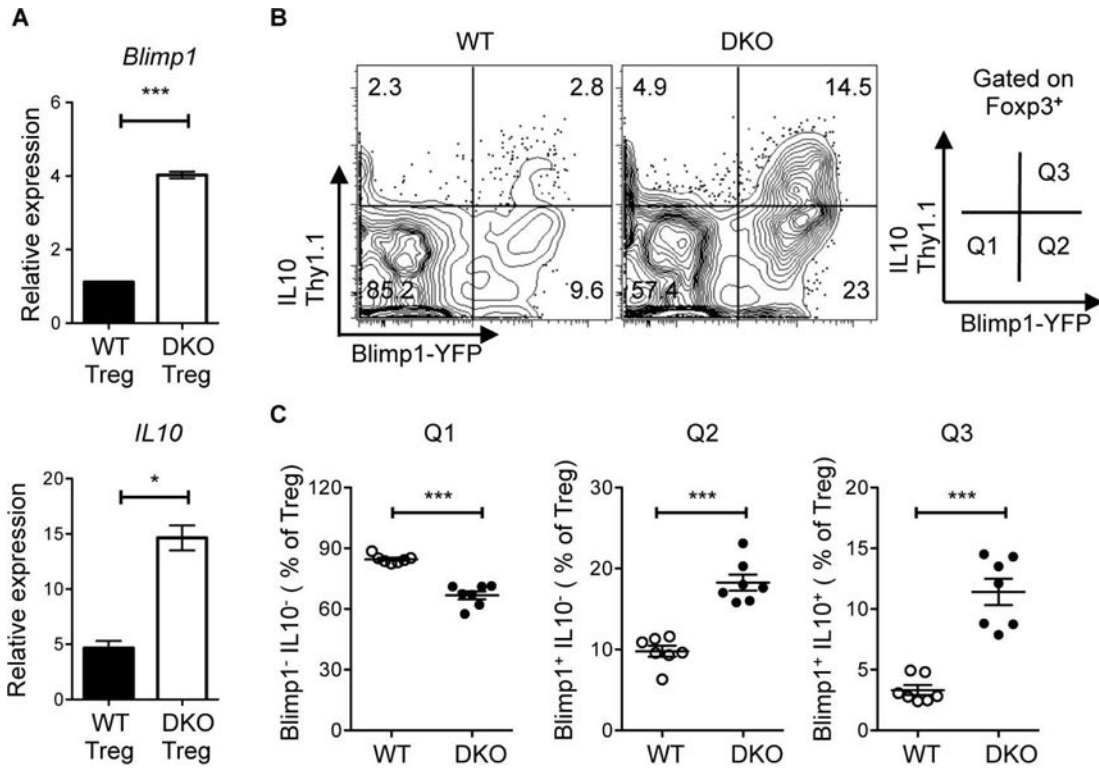 A
Blimp1
***
Relative expression
6
4
2
0
WT
Treg
DKO
Treg
IL10
*
Relative expression
20
15
10
5
0
WT
Treg
DKO
Treg
B
WT
DKO
2.3
2.8
85.2
9.6
4.9
14.5
57.4
23
IL10
Thy1.1
Blimp1-YFP
Gated on
Foxp3⁺
Q3
Q1
Q2
IL10
Thy1.1
Blimp1-YFP
C
Q1
***
Blimp1⁻ IL10⁻ ( % of Treg)
120
90
60
30
0
WT
DKO
Q2
***
Blimp1⁺ IL10⁻ ( % of Treg)
30
20
10
0
WT
DKO
Q3
***
Blimp1⁺ IL10⁺ ( % of Treg)
20
15
10
5
0
WT
DKO